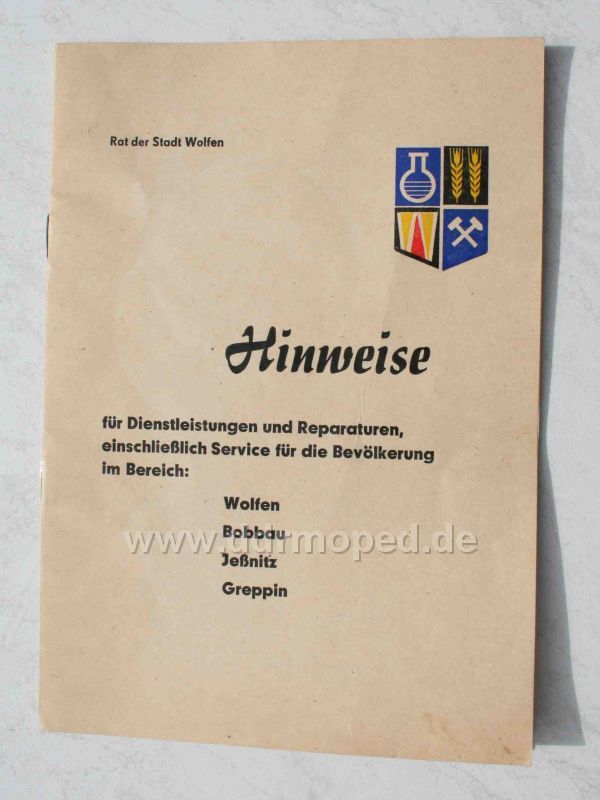 Rat der Stadt Wolfen
Hinweise
für Dienstleistungen und Reparaturen,
einschließlich Service für die Bevölkerung
im Bereich:
Wolfen
Bobbau
www.ddrmoped.de
Jeßnitz
Greppin